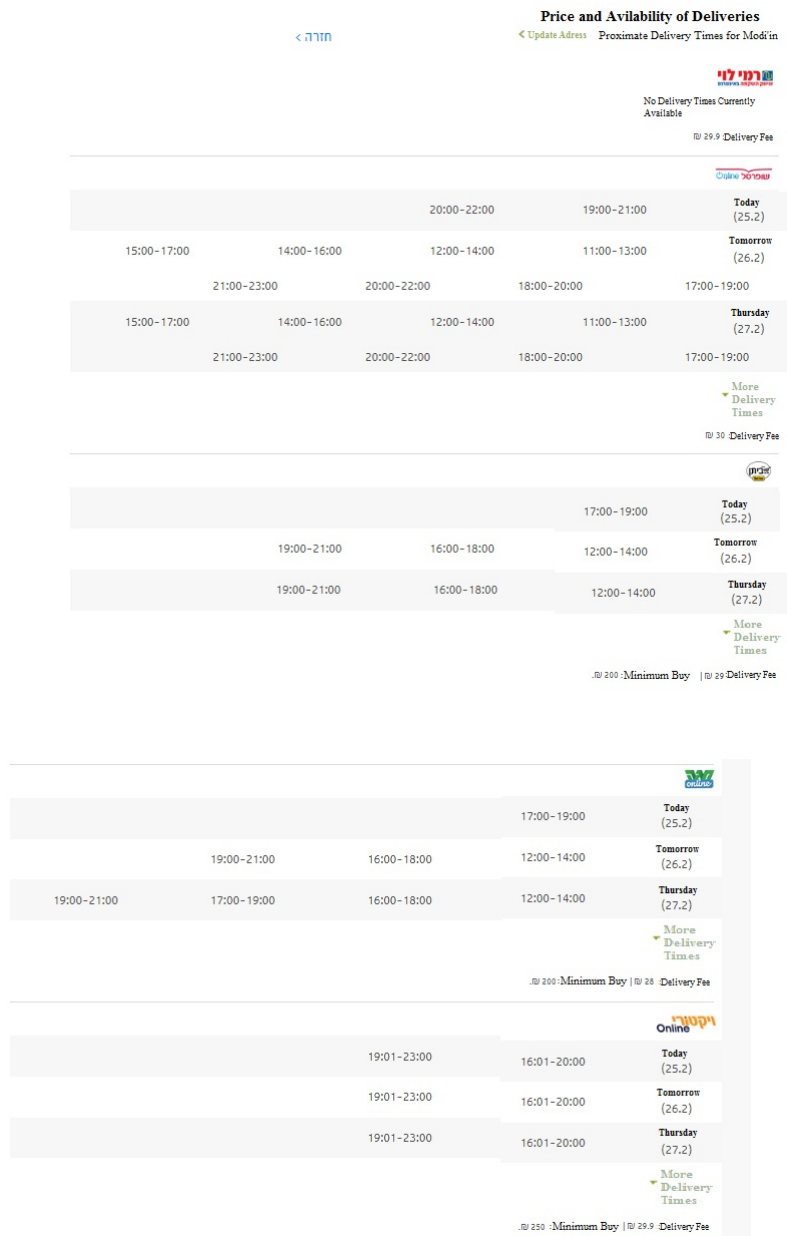 Price and Avilability of Deliveries
חזרה >
< Update Adress Proximate Delivery Times for Modi'in
רמי לוי
No Delivery Times Currently
Available
₪ 29.9 :Delivery Fee
שופרסל Online
20:00-22:00 19:00-21:00 Today
(25.2)
15:00-17:00 14:00-16:00 12:00-14:00 11:00-13:00 Tomorrow
(26.2)
21:00-23:00 20:00-22:00 18:00-20:00 17:00-19:00
15:00-17:00 14:00-16:00 12:00-14:00 11:00-13:00 Thursday
(27.2)
21:00-23:00 20:00-22:00 18:00-20:00 17:00-19:00
More
Delivery
Times
₪ 30 :Delivery Fee
17:00-19:00 Today
(25.2)
19:00-21:00 16:00-18:00 12:00-14:00 Tomorrow
(26.2)
19:00-21:00 16:00-18:00 12:00-14:00 Thursday
(27.2)
More
Delivery
Times
.₪ 200 :Minimum Buy | ₪ 29 :Delivery Fee
online
17:00-19:00 Today
(25.2)
19:00-21:00 16:00-18:00 12:00-14:00 Tomorrow
(26.2)
19:00-21:00 17:00-19:00 16:00-18:00 12:00-14:00 Thursday
(27.2)
More
Delivery
Times
.₪ 200 :Minimum Buy | ₪ 28 :Delivery Fee
ויקטורי
Online
19:01-23:00 16:01-20:00 Today
(25.2)
19:01-23:00 16:01-20:00 Tomorrow
(26.2)
19:01-23:00 16:01-20:00 Thursday
(27.2)
More
Delivery
Times
.₪ 250 :Minimum Buy | ₪ 29.9 :Delivery Fee